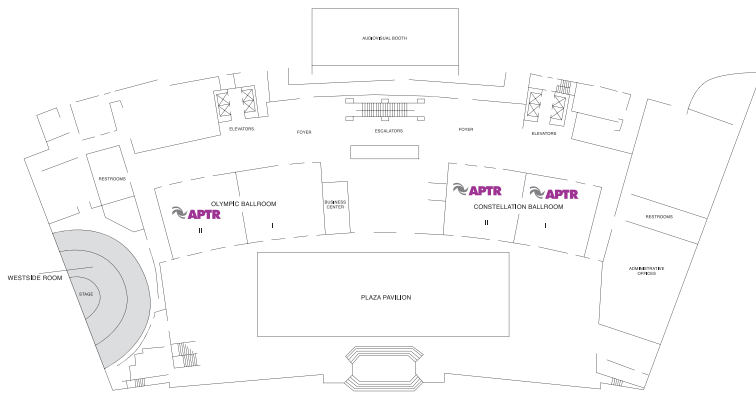 AUDIOVISUAL BOOTH
ELEVATORS
FOYER
ESCALATORS
FOYER
ELEVATORS
RESTROOMS
OLYMPIC BALLROOM
APTR
II
I
BUSINESS
CENTER
APTR
APTR
CONSTELLATION BALLROOM
II
I
RESTROOMS
WESTSIDE ROOM
STAGE
ADMINISTRATIVE
OFFICES
PLAZA PAVILION